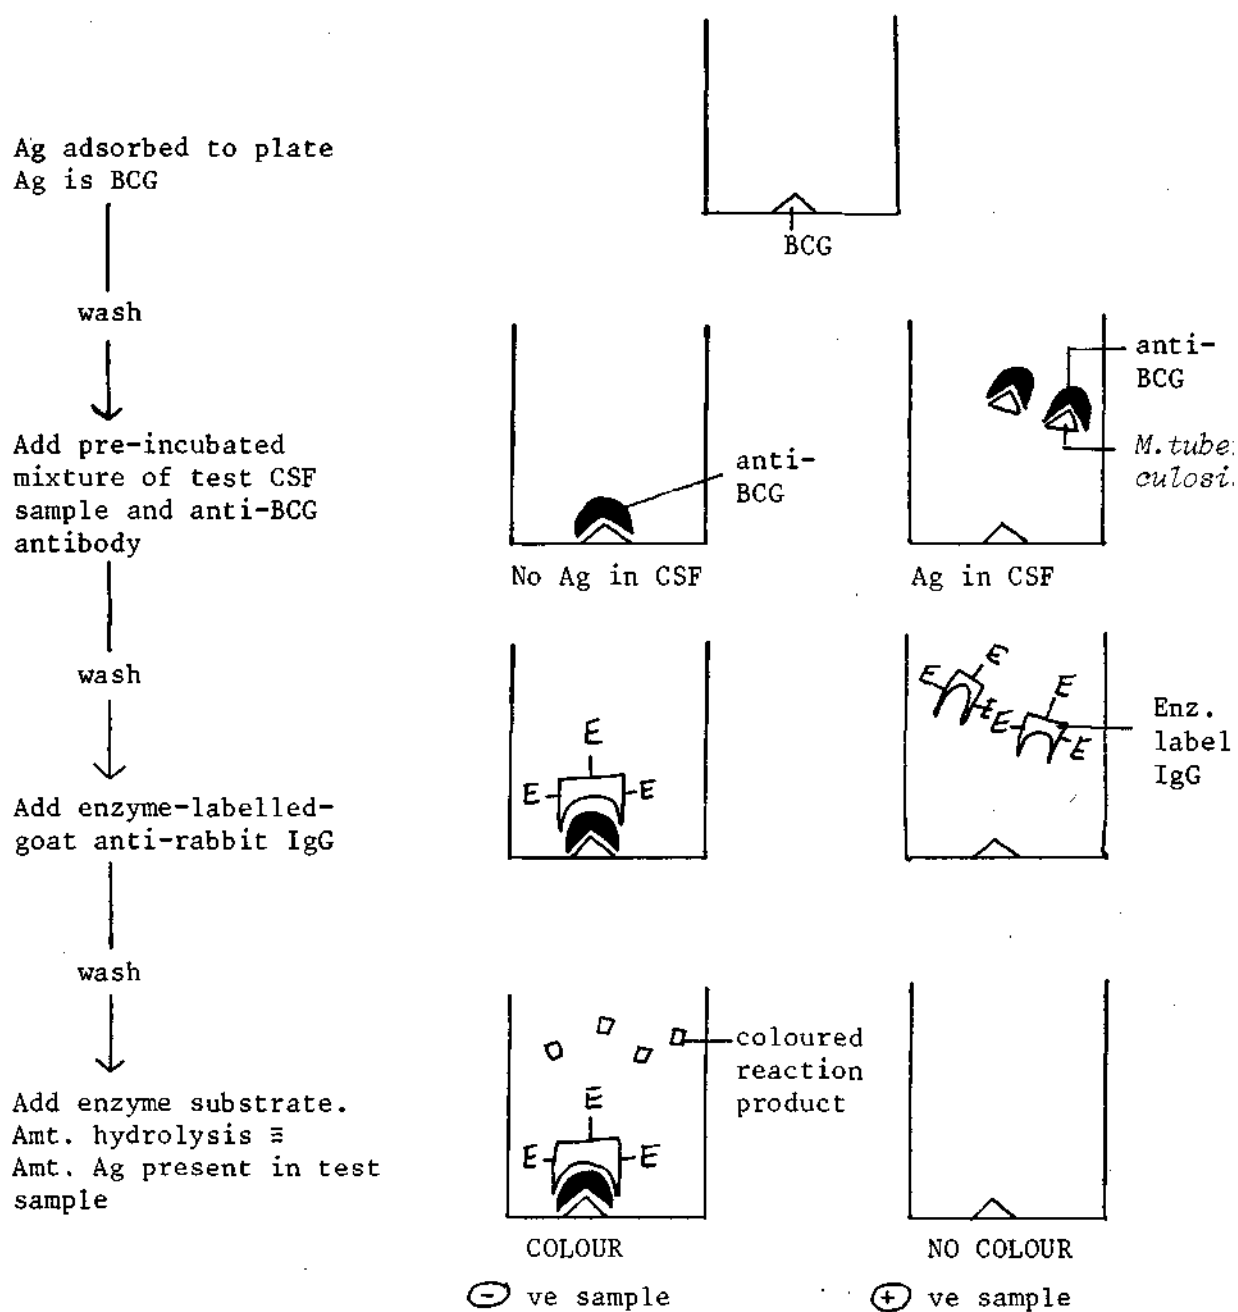 Ag adsorbed to plate
Ag is BCG
BCG
wash
Add pre-incubated
mixture of test CSF
sample and anti-BCG
antibody
anti-
BCG
No Ag in CSF
anti-
BCG
M.tuber
culosis
Ag in CSF
wash
Add enzyme-labelled-
goat anti-rabbit IgG
E
E
E
E
E
E
E
E
E
Enz.
label
IgG
wash
Add enzyme substrate.
Amt. hydrolysis ≡
Amt. Ag present in test
sample
coloured
reaction
product
E
E
E
COLOUR
⊖ ve sample
NO COLOUR
⊕ ve sample